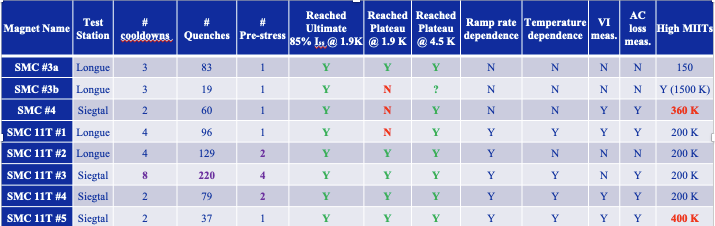 Magnet Name | Test Station | # cooldowns | # Quenches | # Pre-stress | Reached Ultimate 85% Iss @ 1.9K | Reached Plateau @ 1.9 K | Reached Plateau @ 4.5 K | Ramp rate dependence | Temperature dependence | VI meas. | AC loss meas. | High MIITs
SMC #3a | Longue | 3 | 83 | 1 | Y | Y | Y | N | N | N | N | 150
SMC #3b | Longue | 3 | 19 | 1 | Y | N | ? | N | N | N | N | Y (1500 K)
SMC #4 | Siegtal | 2 | 60 | 1 | Y | N | Y | N | N | Y | Y | 360 K
SMC 11T #1 | Longue | 4 | 96 | 1 | Y | N | Y | Y | Y | Y | Y | 200 K
SMC 11T #2 | Longue | 4 | 129 | 2 | Y | Y | Y | Y | N | N | N | 200 K
SMC 11T #3 | Siegtal | 8 | 220 | 4 | Y | Y | Y | Y | Y | N | Y | 200 K
SMC 11T #4 | Siegtal | 2 | 79 | 2 | Y | Y | Y | Y | Y | Y | Y | 200 K
SMC 11T #5 | Siegtal | 2 | 37 | 1 | Y | Y | Y | Y | Y | Y | Y | 400 K